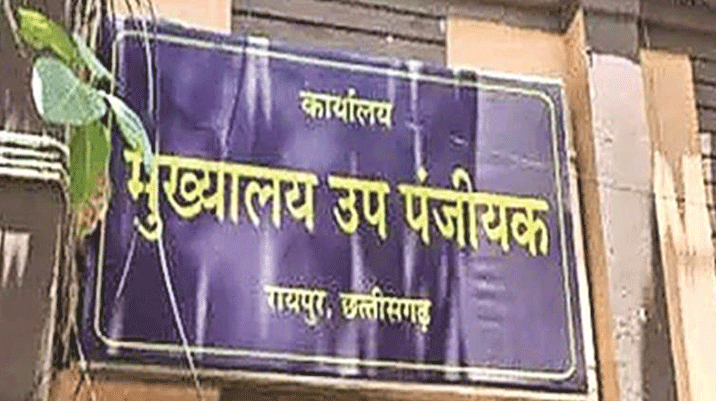 कार्यालय
मुख्यालय उप पंजीयक
रायपुर, छत्तीसगढ़